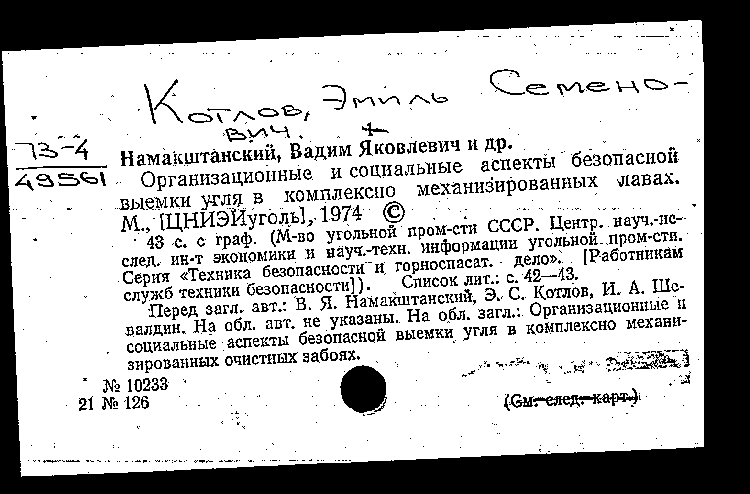 Котлов, Эмиль Семено-
вич. +
73-4
49561
Намакштанский, Вадим Яковлевич и др.
Организационные и социальные аспекты безопасной
выемки угля в комплексно механизированных лавах.
М., [ЦНИЭИуголь], 1974 ©
43 с. с граф. (М-во угольной пром-сти СССР. Центр. науч.-ис-
след. ин-т экономики и науч.-техн. информации угольной пром-сти.
Серия «Техника безопасности и горноспасат. дело». [Работникам
служб техники безопасности]). Список лит.: с. 42—43.
Перед загл. авт.: В. Я. Намакштанский, Э. С. Котлов, И. А. Ше-
валдин. На обл. авт. не указаны. На обл. загл.: Организационные и
социальные аспекты безопасной выемки угля в комплексно механи-
зированных очистных забоях.
№ 10233
21 № 126
(См. след. карт.)